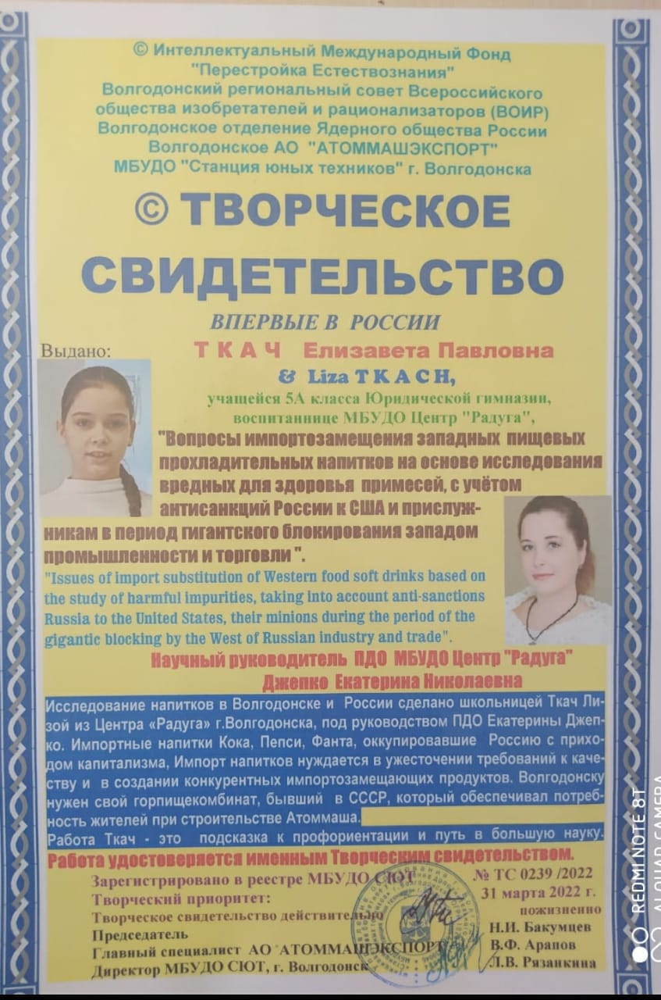 © Интеллектуальный Международный Фонд
"Перестройка Естествознания"
Волгодонский региональный совет Всероссийского
общества изобретателей и рационализаторов (ВОИР)
Волгодонское отделение Ядерного общества России
Волгодонское АО "АТОММАШЭКСПОРТ"
МБУДО "Станция юных техников" г. Волгодонска
© ТВОРЧЕСКОЕ
СВИДЕТЕЛЬСТВО
ВПЕРВЫЕ В РОССИИ
Выдано: Т К А Ч Елизавета Павловна
& Liza T K A C H,
учащейся 5А класса Юридической гимназии,
воспитаннице МБУДО Центр "Радуга",
"Вопросы импортозамещения западных пищевых
прохладительных напитков на основе исследования
вредных для здоровья примесей, с учётом
антисанкций России к США и прислуж-
никам в период гигантского блокирования западом
промышленности и торговли ".
"Issues of import substitution of Western food soft drinks based on
the study of harmful impurities, taking into account anti-sanctions
Russia to the United States, their minions during the period of the
gigantic blocking by the West of Russian industry and trade".
Научный руководитель ПДО МБУДО Центр "Радуга"
Джепко Екатерина Николаевна
Исследование напитков в Волгодонске и России сделано школьницей Ткач Ли-
зой из Центра «Радуга» г.Волгодонска, под руководством ПДО Екатерины Джеп-
ко. Импортные напитки Кока, Пепси, Фанта, оккупировавшие Россию с прихо-
дом капитализма, Импорт напитков нуждается в ужесточении требований к каче-
ству и в создании конкурентных импортозамещающих продуктов. Волгодонску
нужен свой горпищекомбинат, бывший в СССР, который обеспечивал потреб-
ность жителей при строительстве Атоммаша.
Работа Ткач - это подсказка к профориентации и путь в большую науку.
Работа удостоверяется именным Творческим свидетельством.
Зарегистрировано в реестре МБУДО СЮТ № ТС 0239 /2022
Творческий приоритет: 31 марта 2022 г.
Творческое свидетельство действительно пожизненно
Председатель Н.И. Бакумцев
Главный специалист АО "АТОММАШЭКСПОРТ" В.Ф. Арапов
Директор МБУДО СЮТ, г. Волгодонск Л.В. Рязанкина
REDMI NOTE 8T